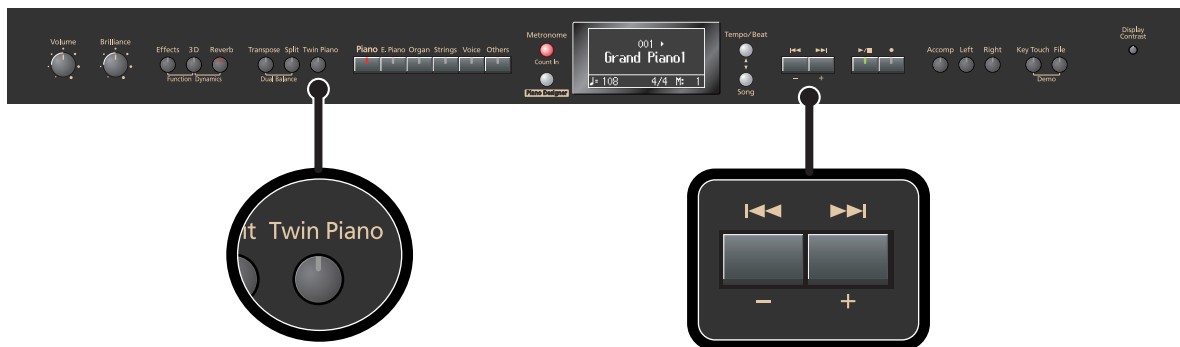 Volume
Brilliance
Effects 3D Reverb
Function Dynamics
Transpose Split Twin Piano
Dual Balance
Piano E. Piano Organ Strings Voice Others
Metronome
Count In
Piano Designer
001
Grand Piano1
♩= 108 4/4 M: 1
Tempo/Beat
Song
− +
Accomp Left Right
Key Touch File
Demo
Display
Contrast
it Twin Piano
− +